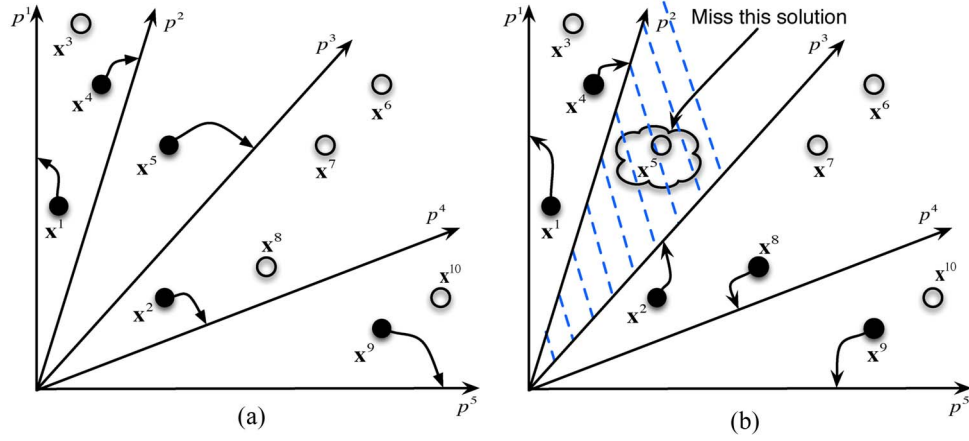 p¹
x³
p²
p³
x⁴
x⁶
x⁵
x⁷
x¹
p⁴
x⁸
x¹⁰
x²
x⁹
p⁵
(a)
p¹
x³
p²
Miss this solution
p³
x⁴
x⁶
x⁵
x⁷
x¹
p⁴
x⁸
x¹⁰
x²
x⁹
p⁵
(b)